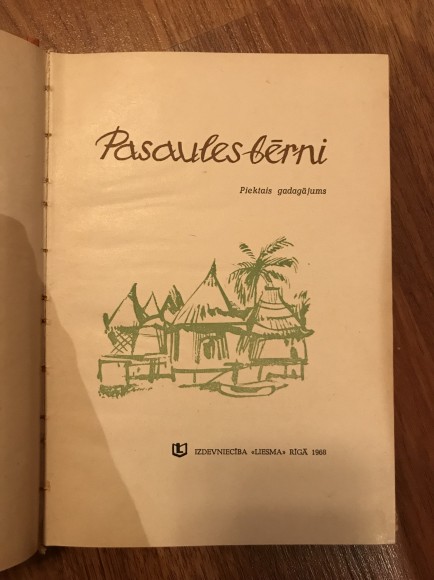 Pasaules bērni
Piektais gadagājums
IZDEVNIECĪBA «LIESMA» RĪGĀ 1968